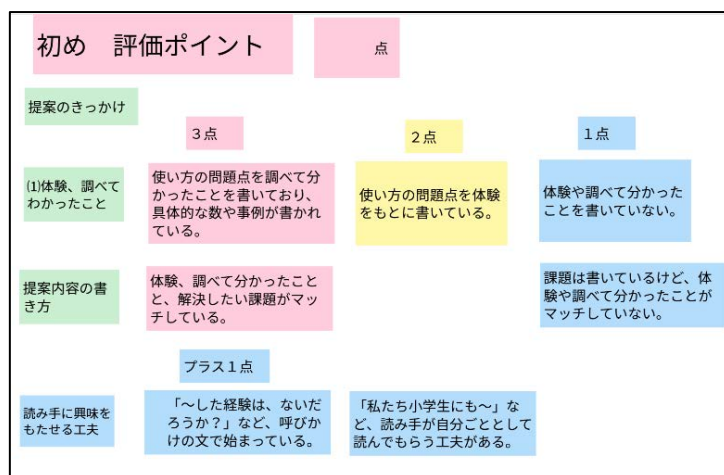 初め　評価ポイント
点
提案のきっかけ
３点
２点
１点
⑴体験、調べて
わかったこと
使い方の問題点を調べて分
かったことを書いており、
具体的な数や事例が書かれ
ている。
使い方の問題点を体験
をもとに書いている。
体験や調べて分かった
ことを書いていない。
提案内容の書
き方
体験、調べて分かったこと
と、解決したい課題がマッ
チしている。
課題は書いているけど、体
験や調べて分かったことが
マッチしていない。
プラス１点
読み手に興味を
もたせる工夫
「～した経験は、ないだ
ろうか？」など、呼びか
けの文で始まっている。
「私たち小学生にも～」な
ど、読み手が自分ごととして
読んでもらう工夫がある。